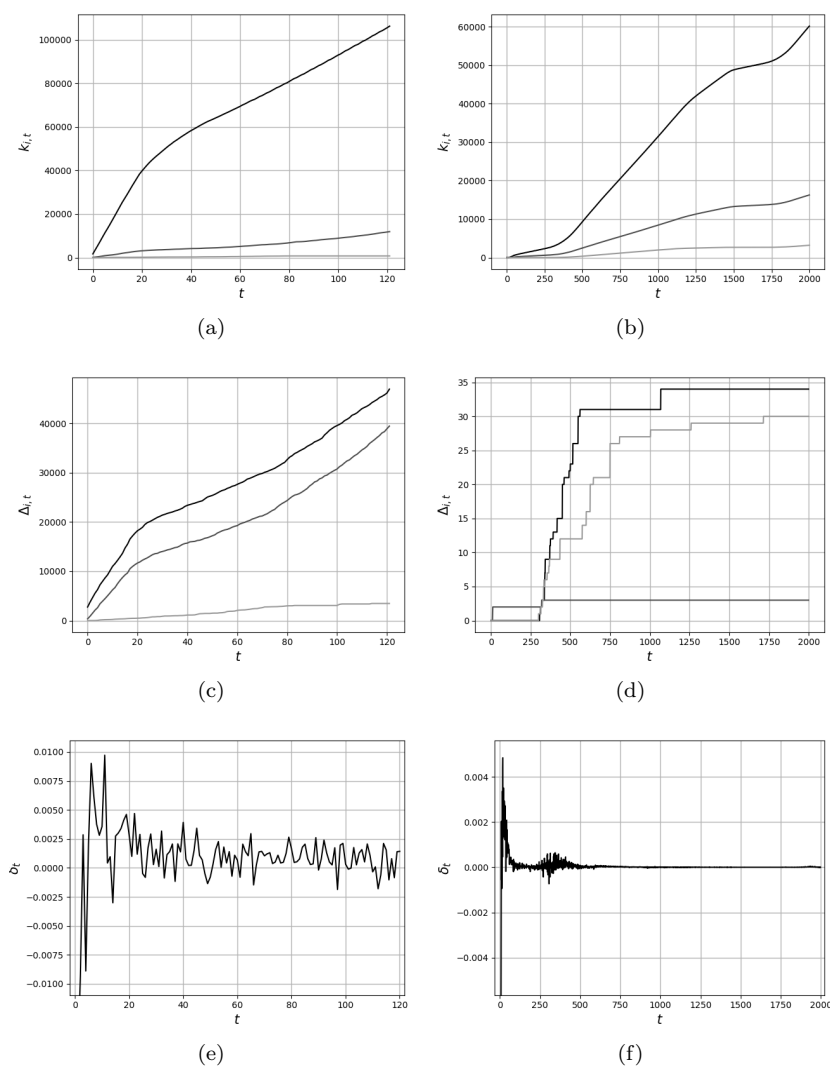 100000
80000
60000
40000
20000
0
k_{i,t}
0 20 40 60 80 100 120
t
(a)
60000
50000
40000
30000
20000
10000
0
k_{i,t}
0 250 500 750 1000 1250 1500 1750 2000
t
(b)
40000
30000
20000
10000
0
Δ_{i,t}
0 20 40 60 80 100 120
t
(c)
35
30
25
20
15
10
5
0
Δ_{i,t}
0 250 500 750 1000 1250 1500 1750 2000
t
(d)
0.0100
0.0075
0.0050
0.0025
0.0000
−0.0025
−0.0050
−0.0075
−0.0100
δ_t
0 20 40 60 80 100 120
t
(e)
0.004
0.002
0.000
−0.002
−0.004
δ_t
0 250 500 750 1000 1250 1500 1750 2000
t
(f)